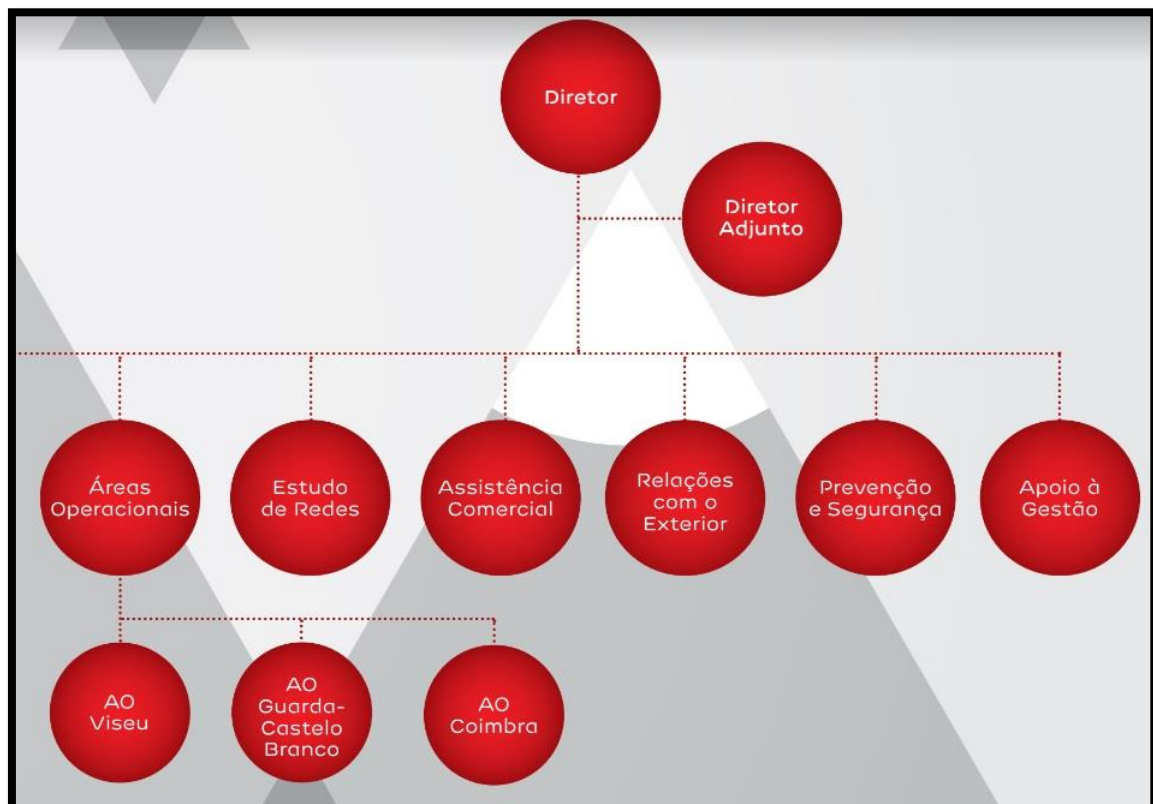 Diretor
Diretor
Adjunto
Áreas
Operacionais
Estudo
de Redes
Assistência
Comercial
Relações
com o
Exterior
Prevenção
e Segurança
Apoio à
Gestão
AO
Viseu
AO
Guarda-
Castelo
Branco
AO
Coimbra